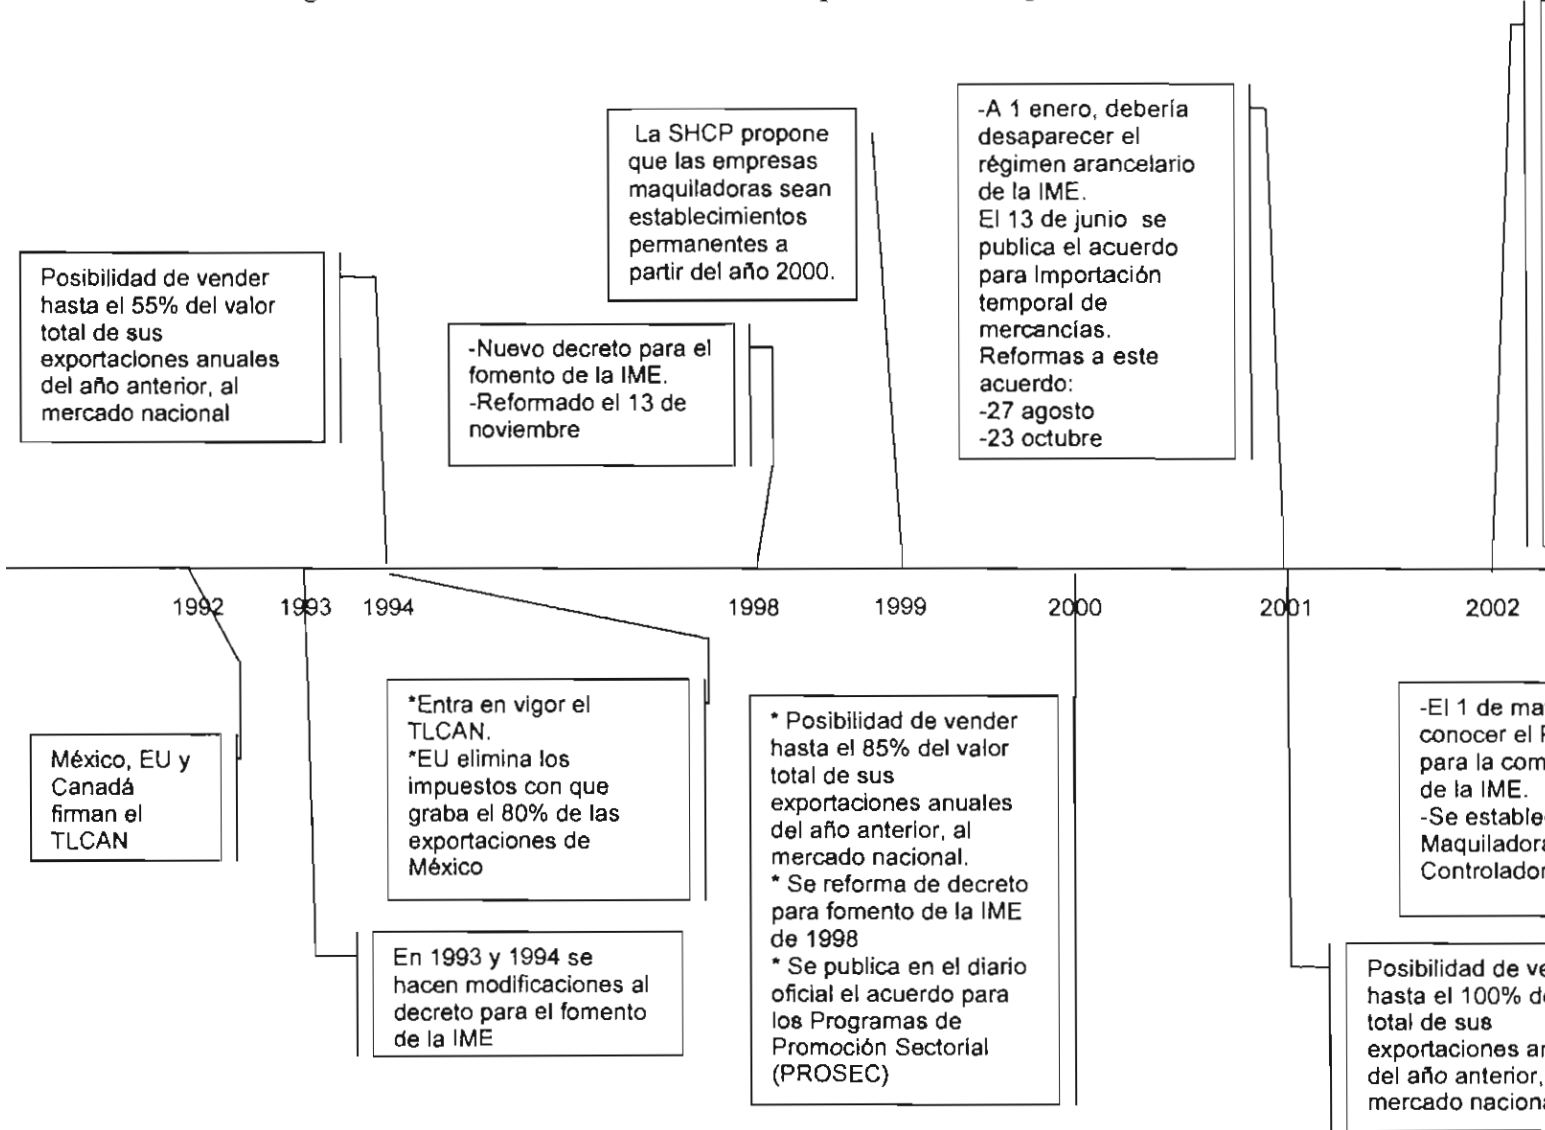 La SHCP propone
que las empresas
maquiladoras sean
establecimientos
permanentes a
partir del año 2000.
-A 1 enero, debería
desaparecer el
régimen arancelario
de la IME.
El 13 de junio se
publica el acuerdo
para Importación
temporal de
mercancías.
Reformas a este
acuerdo:
-27 agosto
-23 octubre
Posibilidad de vender
hasta el 55% del valor
total de sus
exportaciones anuales
del año anterior, al
mercado nacional
-Nuevo decreto para el
fomento de la IME.
-Reformado el 13 de
noviembre
1992 1993 1994 1998 1999 2000 2001 2002
México, EU y
Canadá
firman el
TLCAN
*Entra en vigor el
TLCAN.
*EU elimina los
impuestos con que
graba el 80% de las
exportaciones de
México
En 1993 y 1994 se
hacen modificaciones al
decreto para el fomento
de la IME
* Posibilidad de vender
hasta el 85% del valor
total de sus
exportaciones anuales
del año anterior, al
mercado nacional.
* Se reforma de decreto
para fomento de la IME
de 1998
* Se publica en el diario
oficial el acuerdo para
los Programas de
Promoción Sectorial
(PROSEC)
-El 1 de
conocer el
para la
de la IME.
-Se
Posibilidad de
hasta el 100%
total de sus
exportaciones
del año anterior,
mercado